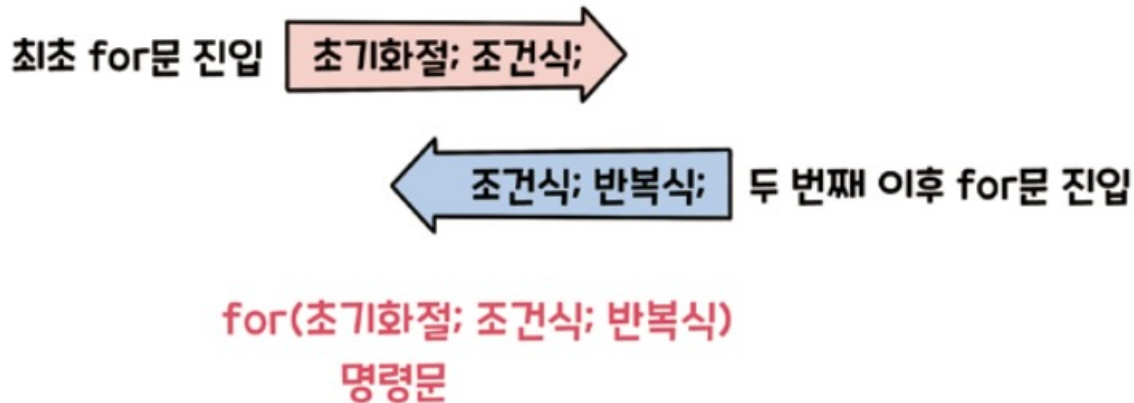 최초 for문 진입 초기화절; 조건식;
조건식; 반복식; 두 번째 이후 for문 진입
for(초기화절; 조건식; 반복식)
명령문